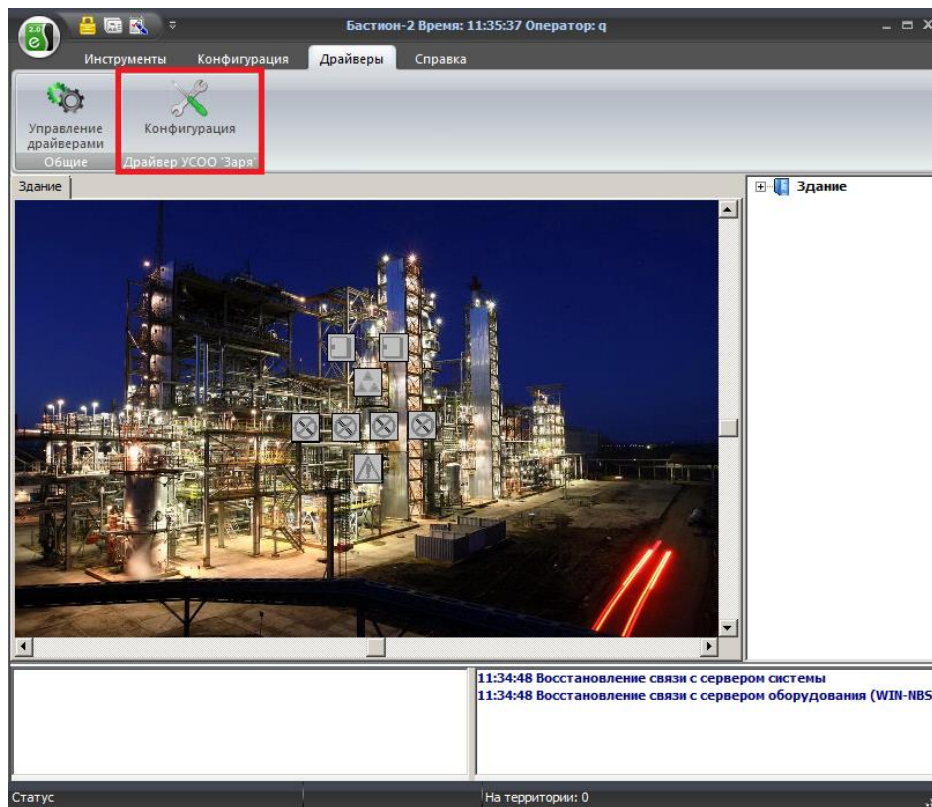 2.0
Бастион-2 Время: 11:35:37 Оператор: q
Инструменты Конфигурация Драйверы Справка
Управление
драйверами
Конфигурация
Общие
Драйвер УСОО 'Заря'
Здание
Здание
11:34:48 Восстановление связи с сервером системы
11:34:48 Восстановление связи с сервером оборудования (WIN-NBS
Статус
На территории: 0